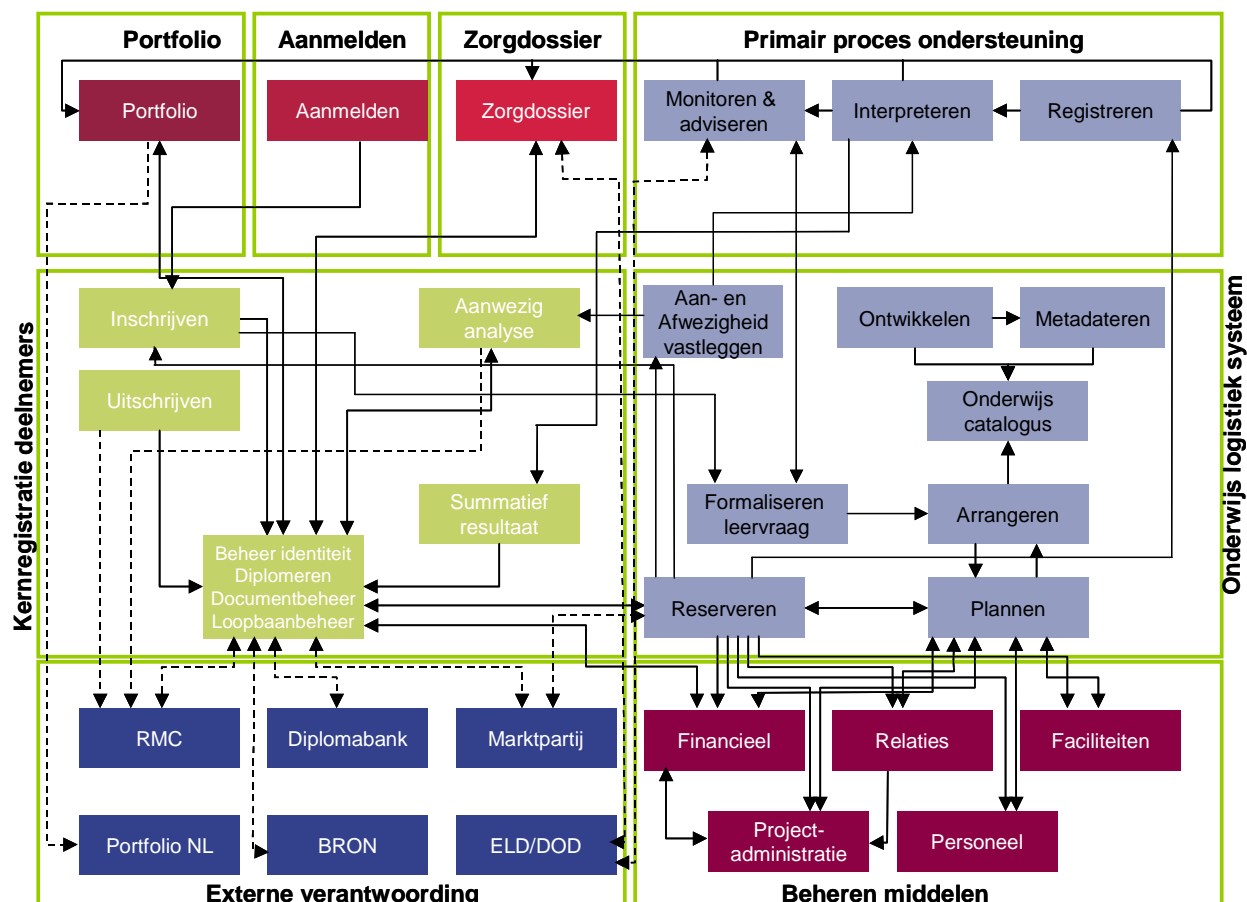 Portfolio
Aanmelden
Zorgdossier
Primair proces ondersteuning
Portfolio
Aanmelden
Zorgdossier
Monitoren &
adviseren
Interpreteren
Registreren
Kernregistratie deelnemers
Onderwijs logistiek systeem
Inschrijven
Aanwezig
analyse
Aan- en
Afwezigheid
vastleggen
Ontwikkelen
Metadateren
Uitschrijven
Onderwijs
catalogus
Summatief
resultaat
Formaliseren
leervraag
Arrangeren
Beheer identiteit
Diplomeren
Documentbeheer
Loopbaanbeheer
Reserveren
Plannen
RMC
Diplomabank
Marktpartij
Financieel
Relaties
Faciliteiten
Portfolio NL
BRON
ELD/DOD
Project-
administratie
Personeel
Externe verantwoording
Beheren middelen